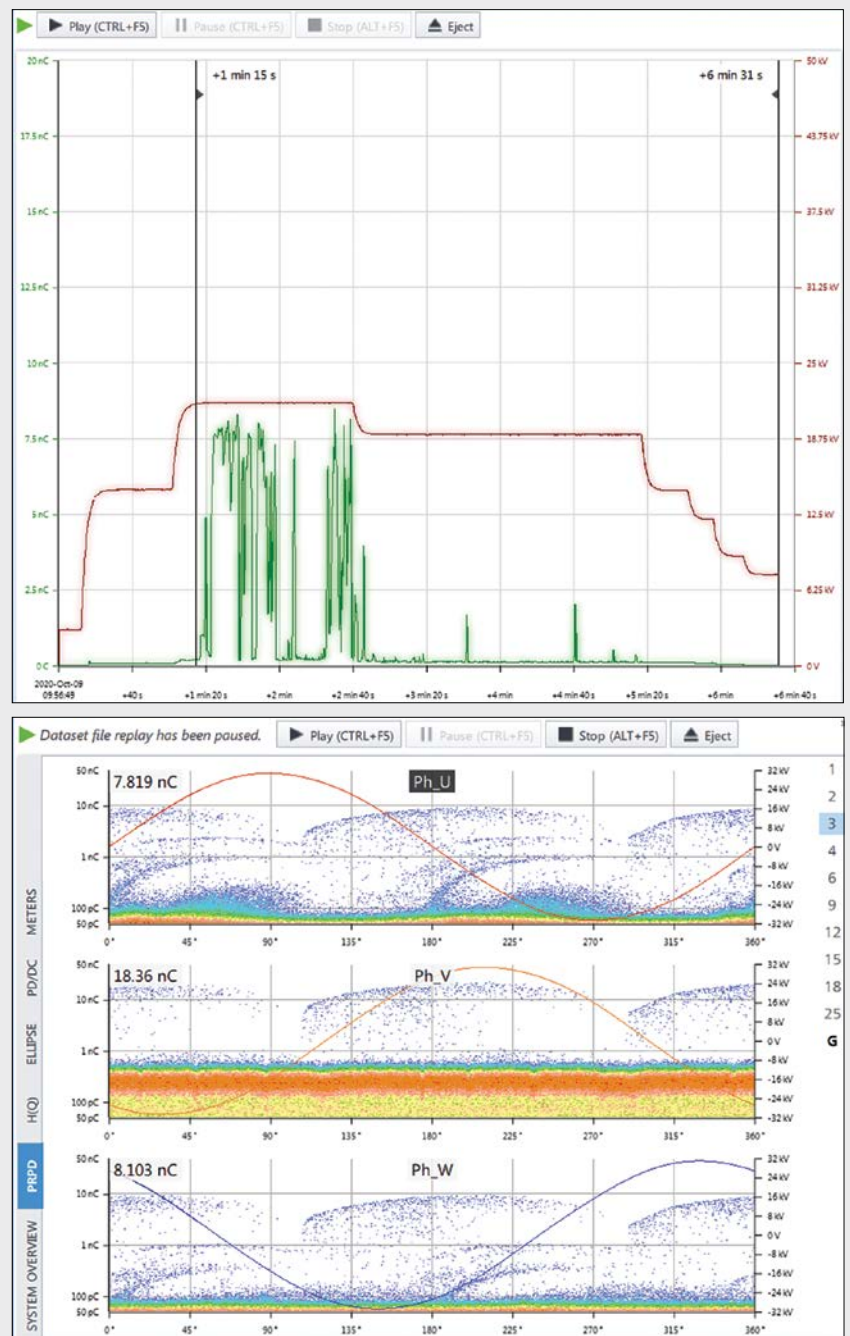 Play (CTRL+F5) Pause (CTRL+F5) Stop (ALT+F5) Eject
20 nC 50 kV
+1 min 15 s +6 min 31 s
17.5 nC 43.75 kV
15 nC 37.5 kV
12.5 nC 31.25 kV
10 nC 25 kV
7.5 nC 18.75 kV
5 nC 12.5 kV
2.5 nC 6.25 kV
0 C 0 V
2020-Oct-09
09:56:49 +40 s +1 min 20 s +2 min +2 min 40 s +3 min 20 s +4 min +4 min 40 s +5 min 20 s +6 min +6 min 40 s
Dataset file replay has been paused. Play (CTRL+F5) Pause (CTRL+F5) Stop (ALT+F5) Eject
METERS
PD/DC
ELLIPSE
H(Q)
PRPD
SYSTEM OVERVIEW
7.819 nC Ph_U
50 nC
10 nC
1 nC
100 pC
50 pC
32 kV
24 kV
16 kV
8 kV
0 V
-8 kV
-16 kV
-24 kV
-32 kV
0° 45° 90° 135° 180° 225° 270° 315° 360°
18.36 nC Ph_V
50 nC
10 nC
1 nC
100 pC
50 pC
32 kV
24 kV
16 kV
8 kV
0 V
-8 kV
-16 kV
-24 kV
-32 kV
0° 45° 90° 135° 180° 225° 270° 315° 360°
8.103 nC Ph_W
50 nC
10 nC
1 nC
100 pC
50 pC
32 kV
24 kV
16 kV
8 kV
0 V
-8 kV
-16 kV
-24 kV
-32 kV
0° 45° 90° 135° 180° 225° 270° 315° 360°
1
2
3
4
6
9
12
15
18
25
G